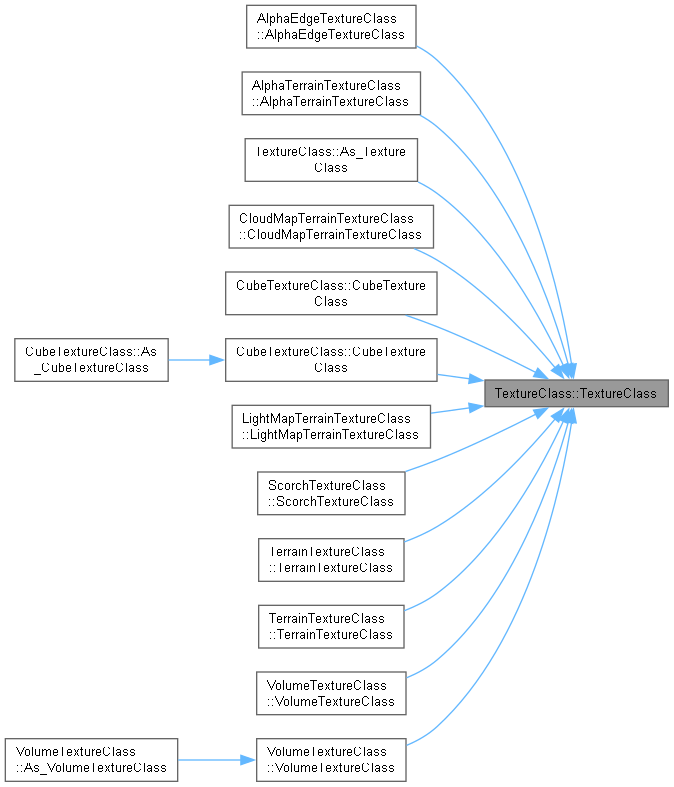 AlphaEdgeTextureClass
::AlphaEdgeTextureClass
AlphaTerrainTextureClass
::AlphaTerrainTextureClass
TextureClass::As_Texture
Class
CloudMapTerrainTextureClass
::CloudMapTerrainTextureClass
CubeTextureClass::CubeTexture
Class
CubeTextureClass::As
_CubeTextureClass
CubeTextureClass::CubeTexture
Class
TextureClass::TextureClass
LightMapTerrainTextureClass
::LightMapTerrainTextureClass
ScorchTextureClass
::ScorchTextureClass
TerrainTextureClass
::TerrainTextureClass
TerrainTextureClass
::TerrainTextureClass
VolumeTextureClass
::VolumeTextureClass
VolumeTextureClass
::As_VolumeTextureClass
VolumeTextureClass
::VolumeTextureClass